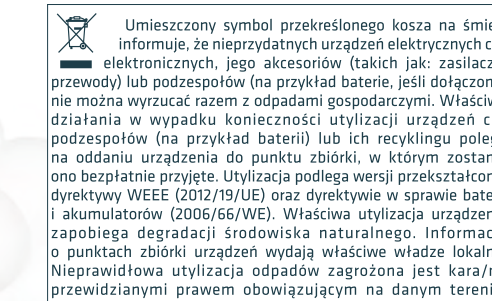 Umieszczony symbol przekreślonego kosza na śmie
informuje, że nieprzydatnych urządzeń elektrycznych c
elektronicznych, jego akcesoriów (takich jak: zasilacz
przewody) lub podzespołów (na przykład baterie, jeśli dołączon
nie można wyrzucać razem z odpadami gospodarczymi. Właściw
działania w wypadku konieczności utylizacji urządzeń c
podzespołów (na przykład baterii) lub ich recyklingu poleg
na oddaniu urządzenia do punktu zbiórki, w którym zostan
ono bezpłatnie przyjęte. Utylizacja podlega wersji przekształcon
dyrektywy WEEE (2012/19/UE) oraz dyrektywie w sprawie bate
i akumulatorów (2006/66/WE). Właściwa utylizacja urządzen
zapobiega degradacji środowiska naturalnego. Informac
o punktach zbiórki urządzeń wydają właściwe władze lokaln
Nieprawidłowa utylizacja odpadów zagrożona jest kara/n
przewidzianymi prawem obowiązującym na danym tereni